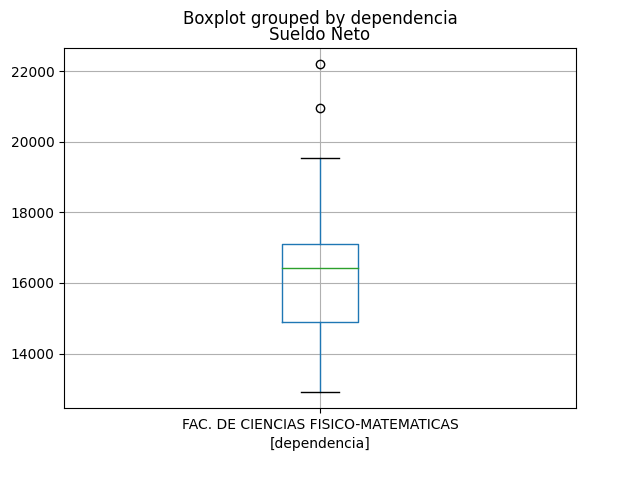 Boxplot grouped by dependencia
Sueldo Neto
22000
20000
18000
16000
14000
FAC. DE CIENCIAS FISICO-MATEMATICAS
[dependencia]